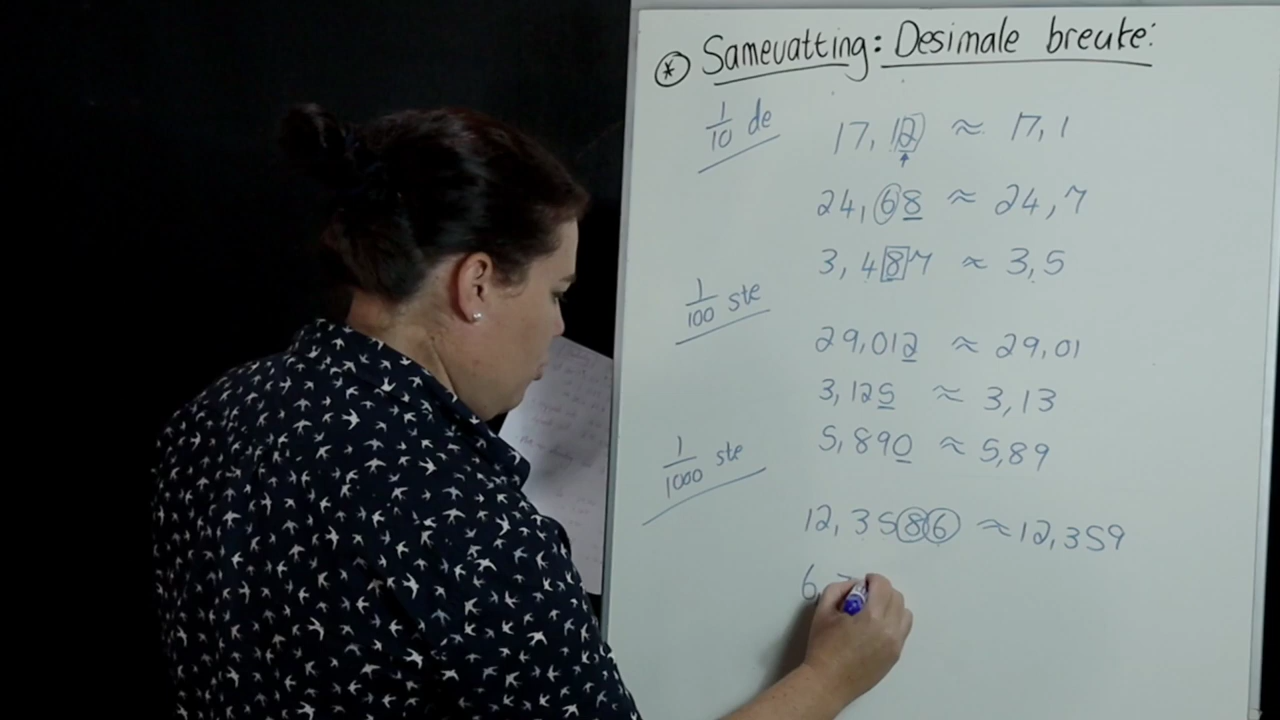 * Samevatting: Desimale breuke:
1/10 de
17,12 ≈ 17,1
24,68 ≈ 24,7
3,487 ≈ 3,5
1/100 ste
29,012 ≈ 29,01
3,125 ≈ 3,13
5,890 ≈ 5,89
1/1000 ste
12,3586 ≈ 12,359
6,